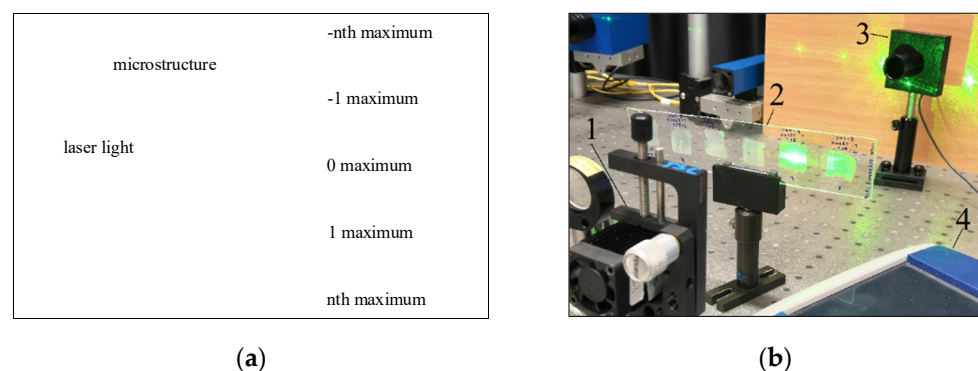 -nth maximum
microstructure
-1 maximum
laser light
0 maximum
1 maximum
nth maximum
(a)
1
2
3
4
(b)